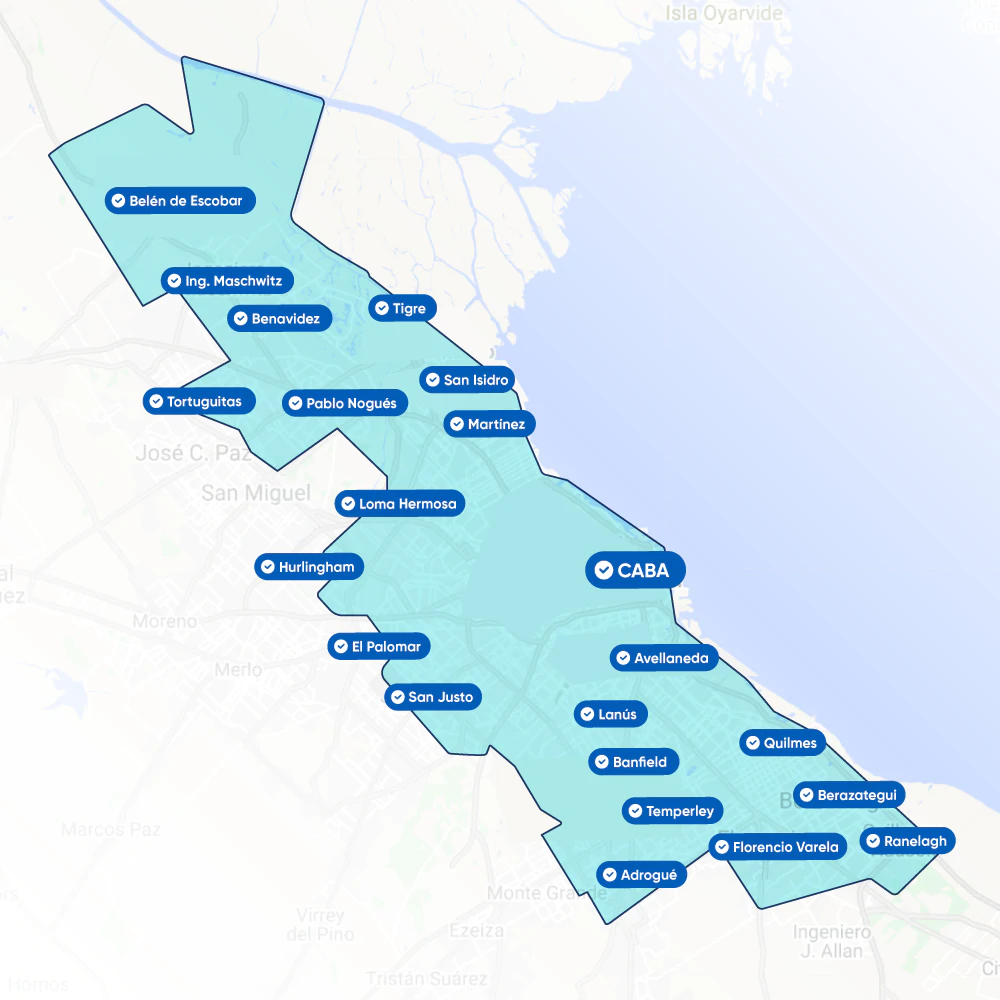 Isla Oyarvide
Belén de Escobar
Ing. Maschwitz
Benavidez
Tigre
San Isidro
Tortuguitas
Pablo Nogués
Martínez
José C. Paz
San Miguel
Loma Hermosa
Hurlingham
CABA
Moreno
El Palomar
Avellaneda
Merlo
San Justo
Lanús
Quilmes
Banfield
Berazategui
Temperley
Marcos Paz
Florencio Varela
Ranelagh
Adrogué
Monte Grande
Virrey
del Pino
Ezeiza
Ingeniero
J. Allan
Tristán Suárez
Hornos